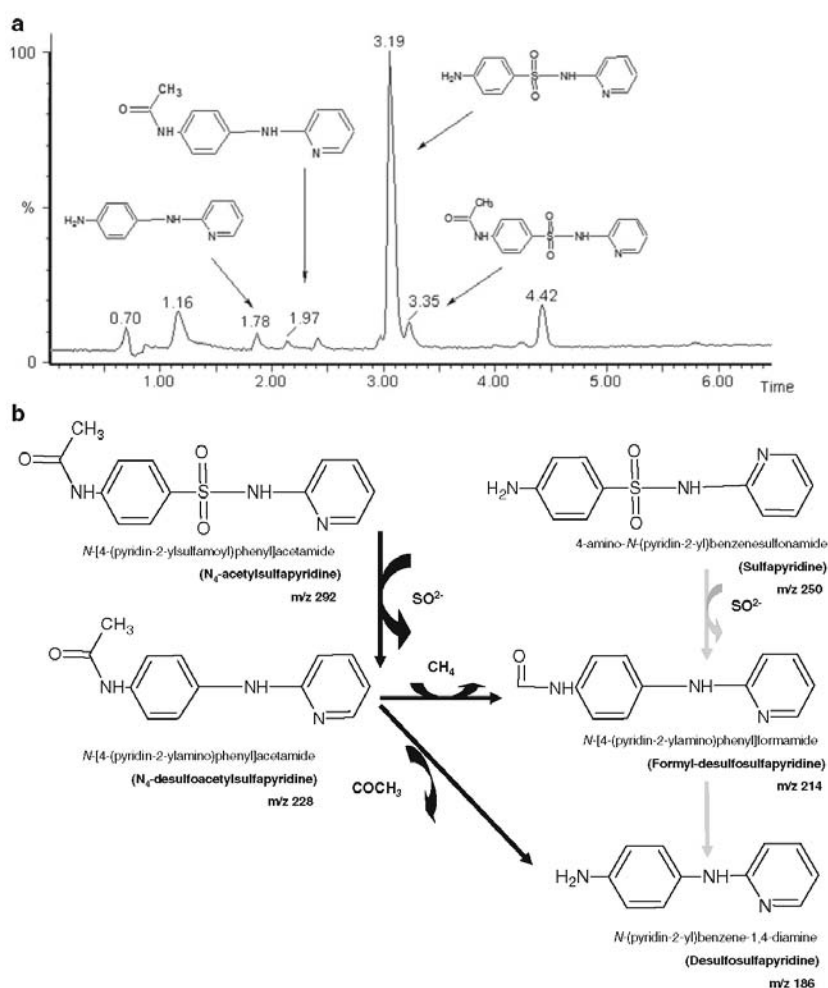 a
100
%
0
0.70
1.16
1.78
1.97
3.19
3.35
4.42
CH₃
O
NH
NH
N
H₂N
NH
N
H₂N
O
S
O
NH
N
CH₃
O
NH
O
S
O
NH
N
1.00
2.00
3.00
4.00
5.00
6.00
Time
b
CH₃
O
NH
O
S
O
NH
N
N-[4-(pyridin-2-ylsulfamoyl)phenyl]acetamide
(N₄-acetylsulfapyridine)
m/z 292
H₂N
O
S
O
NH
N
4-amino-N-(pyridin-2-yl)benzenesulfonamide
(Sulfapyridine)
m/z 250
SO²⁻
SO²⁻
CH₃
O
NH
NH
N
N-[4-(pyridin-2-ylamino)phenyl]acetamide
(N₄-desulfoacetylsulfapyridine)
m/z 228
CH₄
COCH₃
O
NH
NH
N
N-[4-(pyridin-2-ylamino)phenyl]formamide
(Formyl-desulfosulfapyridine)
m/z 214
H₂N
NH
N
N-(pyridin-2-yl)benzene-1,4-diamine
(Desulfosulfapyridine)
m/z 186